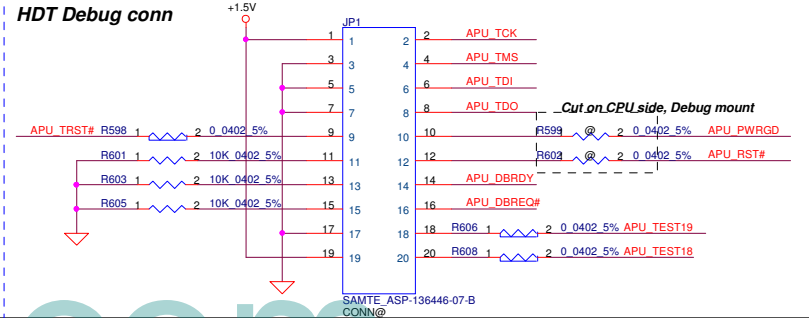 HDT Debug conn
+1.5V
JP1
1 1 2 2 APU_TCK
3 3 4 4 APU_TMS
5 5 6 6 APU_TDI
7 7 8 8 APU_TDO
Cut on CPU side, Debug mount
APU_TRST# R598 1 2 0_0402_5% 9 9 10 10 R599 1 @ 2 0_0402_5% APU_PWRGD
R601 1 2 10K_0402_5% 11 11 12 12 R602 1 @ 2 0_0402_5% APU_RST#
R603 1 2 10K_0402_5% 13 13 14 14 APU_DBRDY
R605 1 2 10K_0402_5% 15 15 16 16 APU_DBREQ#
17 17 18 18 R606 1 2 0_0402_5% APU_TEST19
19 19 20 20 R608 1 2 0_0402_5% APU_TEST18
SAMTE_ASP-136446-07-B
CONN@